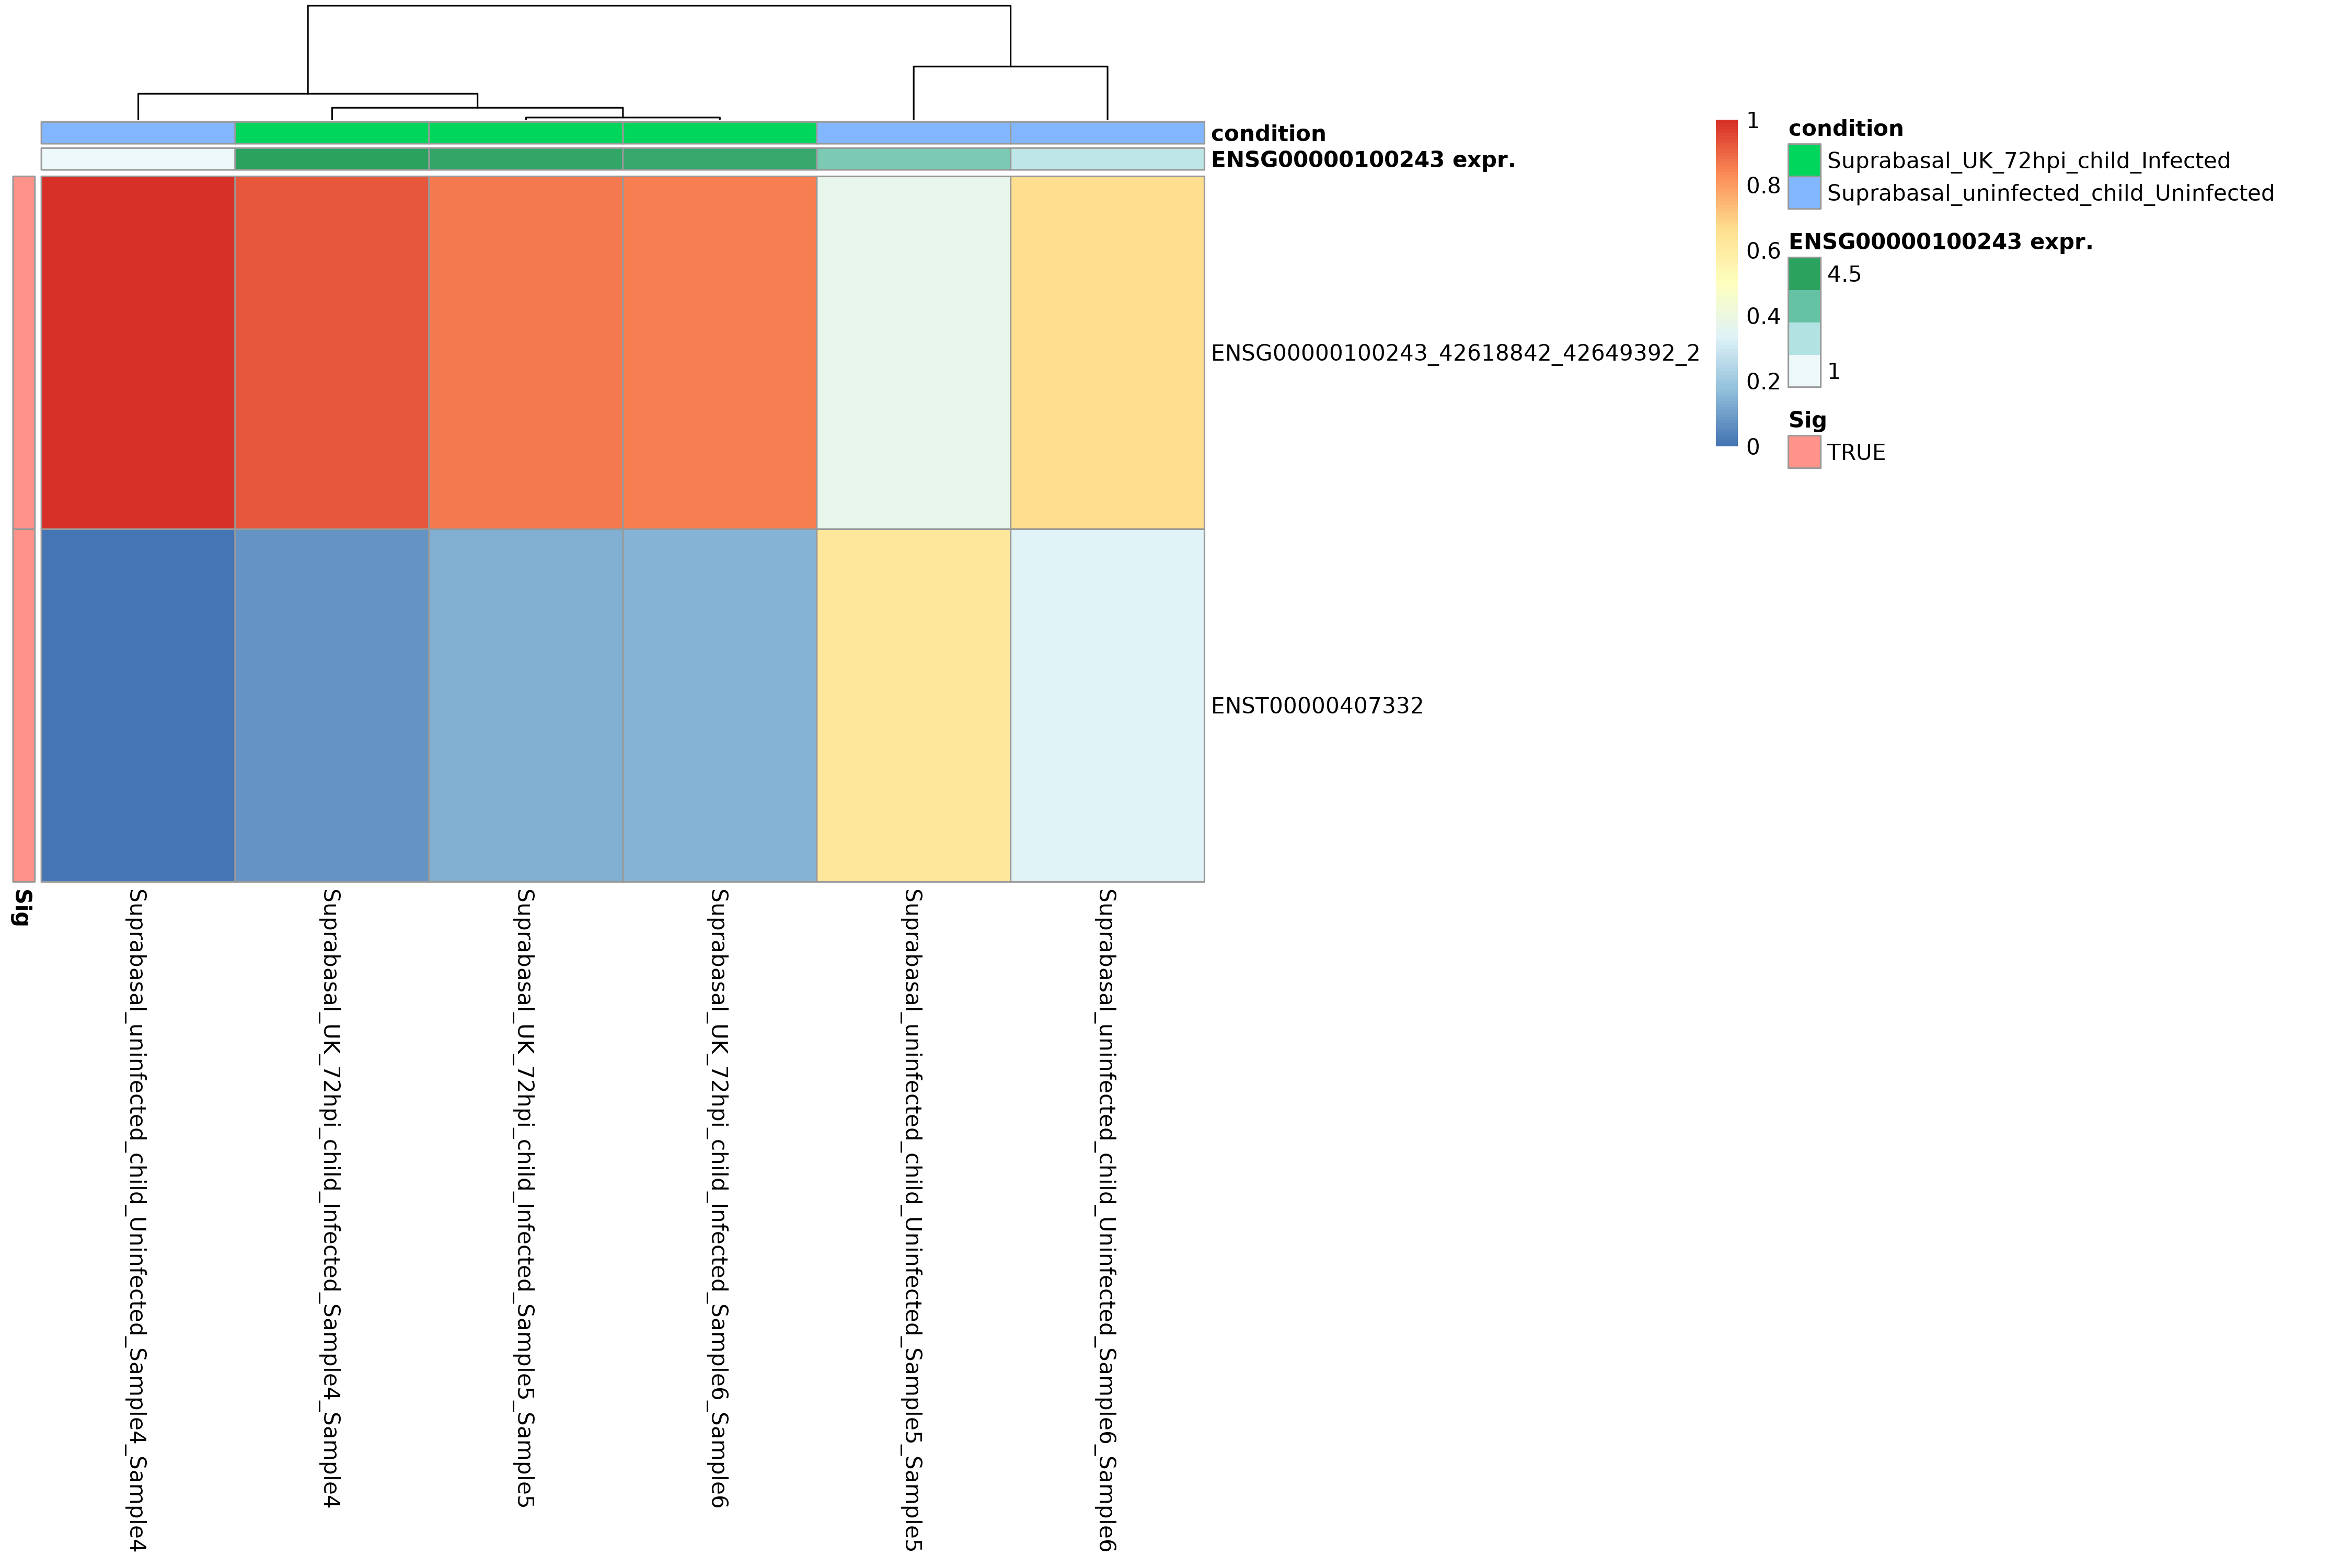 condition
ENSG00000100243 expr.
ENSG00000100243_42618842_42649392_2
ENST00000407332
Sig
Suprabasal_uninfected_child_Uninfected_Sample4_Sample4
Suprabasal_UK_72hpi_child_Infected_Sample4_Sample4
Suprabasal_UK_72hpi_child_Infected_Sample5_Sample5
Suprabasal_UK_72hpi_child_Infected_Sample6_Sample6
Suprabasal_uninfected_child_Uninfected_Sample5_Sample5
Suprabasal_uninfected_child_Uninfected_Sample6_Sample6
1
0.8
0.6
0.4
0.2
0
condition
Suprabasal_UK_72hpi_child_Infected
Suprabasal_uninfected_child_Uninfected
ENSG00000100243 expr.
4.5
1
Sig
TRUE